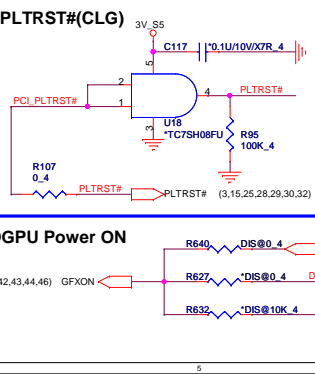 PLTRST#(CLG)
3V_S5
C117
*0.1U/10V/X7R_4
5
2
PCI_PLTRST#
1
4
PLTRST#
U18
*TC7SH08FU
3
R95
100K_4
R107
0_4
PLTRST#
PLTRST#
(3,15,25,28,29,30,32)
GPU Power ON
R640
DIS@0_4
42,43,44,46)
GFXON
R627
*DIS@0_4
D
R632
*DIS@10K_4
5